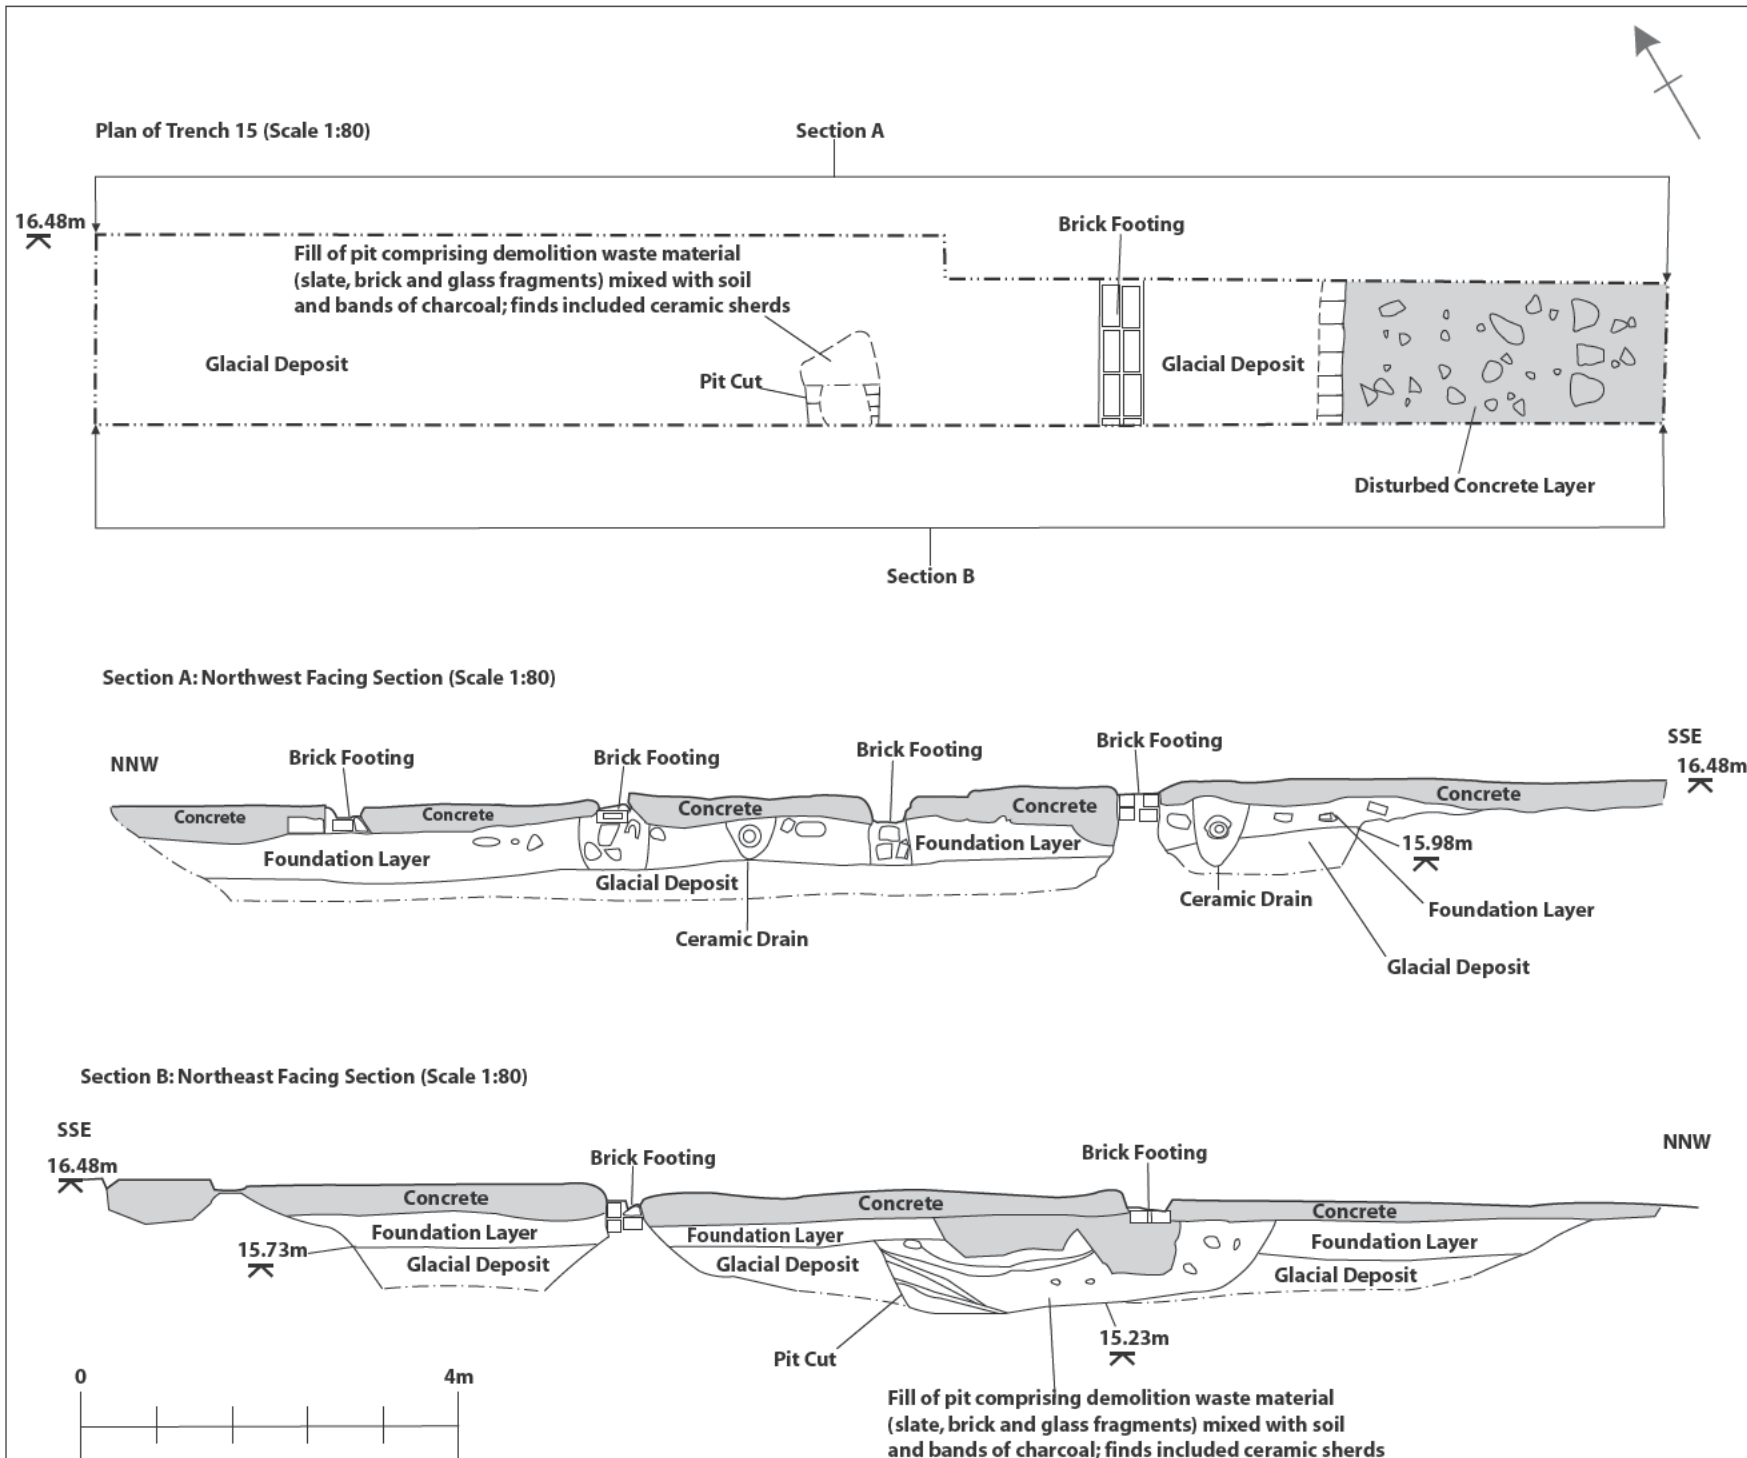 Plan of Trench 15 (Scale 1:80)
Section A
16.48m
Brick Footing
Fill of pit comprising demolition waste material
(slate, brick and glass fragments) mixed with soil
and bands of charcoal; finds included ceramic sherds
Glacial Deposit
Pit Cut
Glacial Deposit
Disturbed Concrete Layer
Section B
Section A: Northwest Facing Section (Scale 1:80)
NNW
Brick Footing
Brick Footing
Brick Footing
Brick Footing
SSE
16.48m
Concrete
Concrete
Concrete
Concrete
Concrete
Foundation Layer
Foundation Layer
15.98m
Glacial Deposit
Ceramic Drain
Ceramic Drain
Foundation Layer
Glacial Deposit
Section B: Northeast Facing Section (Scale 1:80)
SSE
16.48m
Brick Footing
Brick Footing
NNW
Concrete
Concrete
Concrete
Foundation Layer
Foundation Layer
Foundation Layer
15.73m
Glacial Deposit
Glacial Deposit
Glacial Deposit
Pit Cut
15.23m
0
4m
Fill of pit comprising demolition waste material
(slate, brick and glass fragments) mixed with soil
and bands of charcoal; finds included ceramic sherds